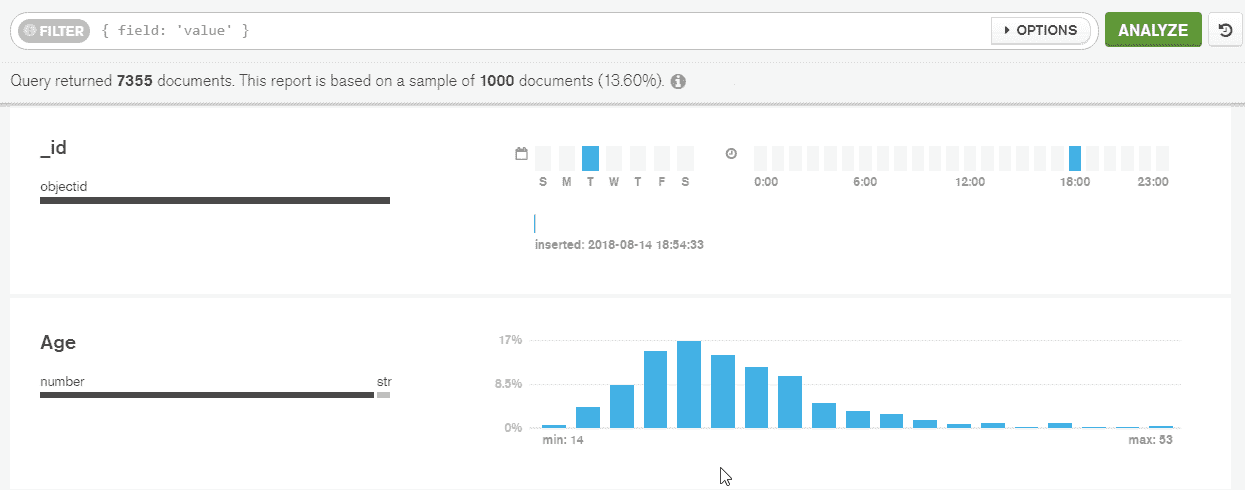 FILTER { field: 'value' } OPTIONS ANALYZE
Query returned 7355 documents. This report is based on a sample of 1000 documents (13.60%).
_id
objectid
S M T W T F S 0:00 6:00 12:00 18:00 23:00
inserted: 2018-08-14 18:54:33
Age
number str
17%
8.5%
0%
min: 14 max: 53